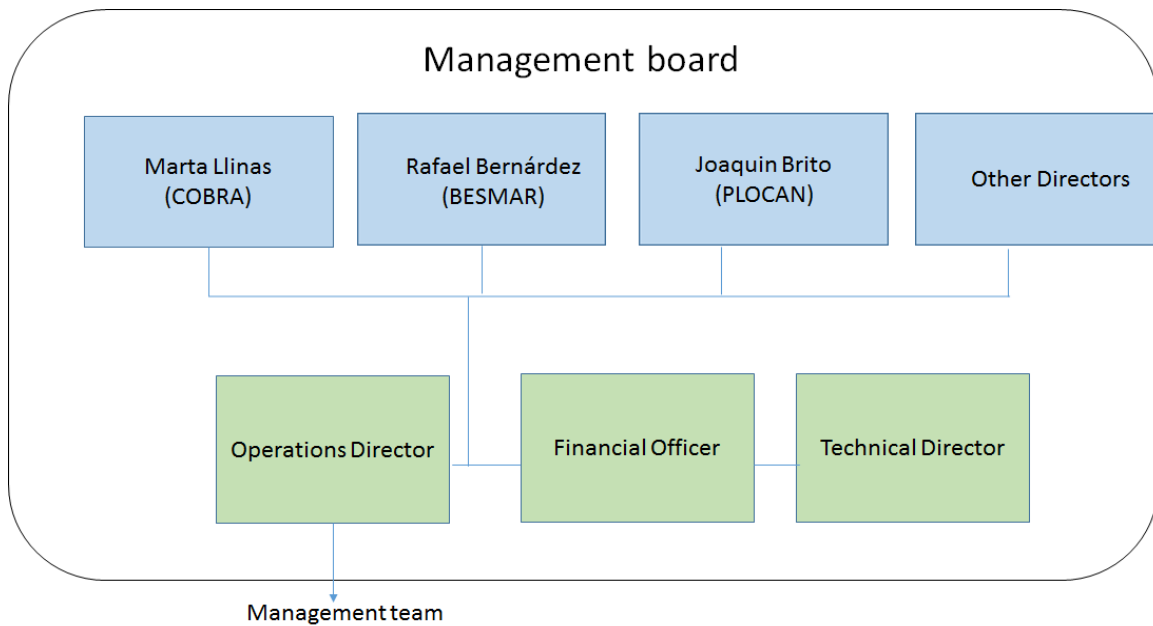 Management board
Marta Llinas
(COBRA)
Rafael Bernárdez
(BESMAR)
Joaquin Brito
(PLOCAN)
Other Directors
Operations Director
Financial Officer
Technical Director
Management team